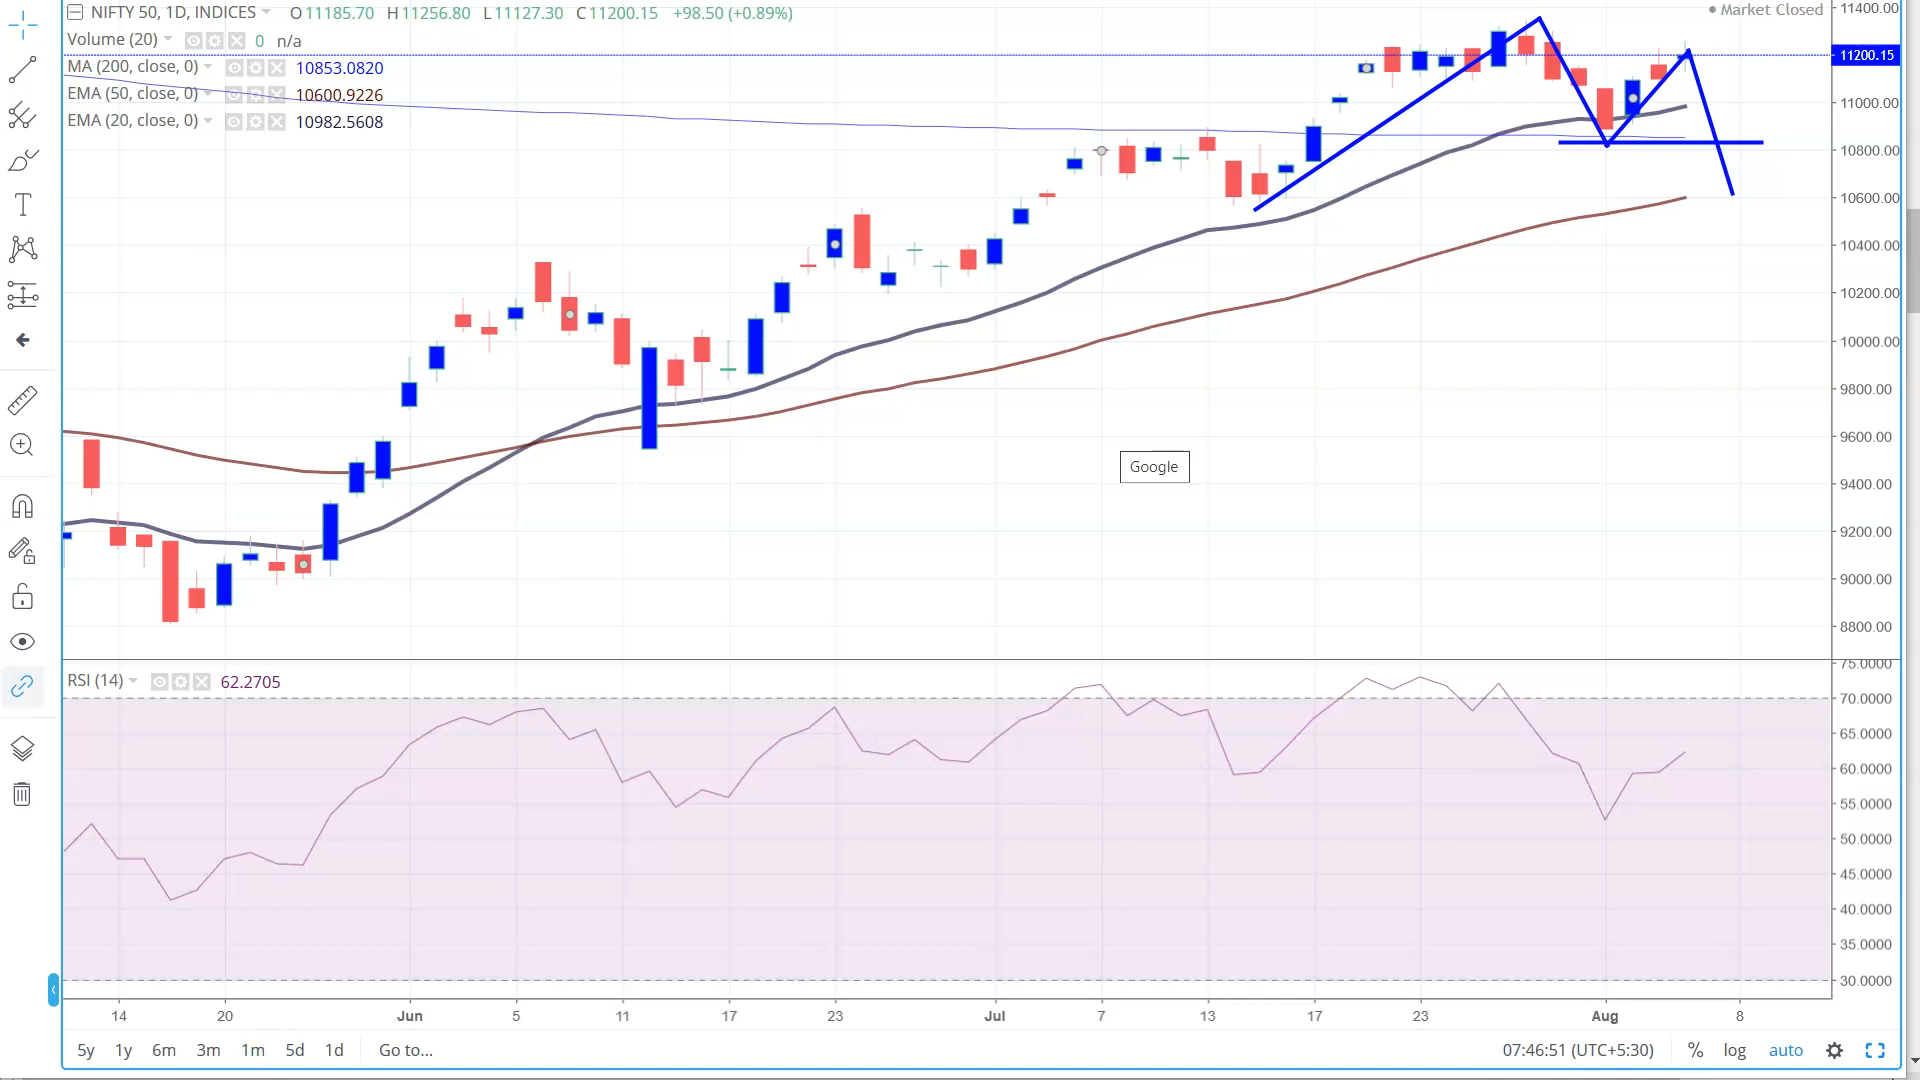 NIFTY 50, 1D, INDICES O11185.70 H11256.80 L11127.30 C11200.15 +98.50 (+0.89%)
Market Closed
Volume (20) 0 n/a
MA (200, close, 0) 10853.0820
EMA (50, close, 0) 10600.9226
EMA (20, close, 0) 10982.5608
11400.00
11200.15
11000.00
10800.00
10600.00
10400.00
10200.00
10000.00
9800.00
9600.00
9400.00
9200.00
9000.00
8800.00
Google
RSI (14) 62.2705
75.0000
70.0000
65.0000
60.0000
55.0000
50.0000
45.0000
40.0000
35.0000
30.0000
14 20 Jun 5 11 17 23 Jul 7 13 17 23 Aug 8
5y 1y 6m 3m 1m 5d 1d Go to... 07:46:51 (UTC+5:30) % log auto